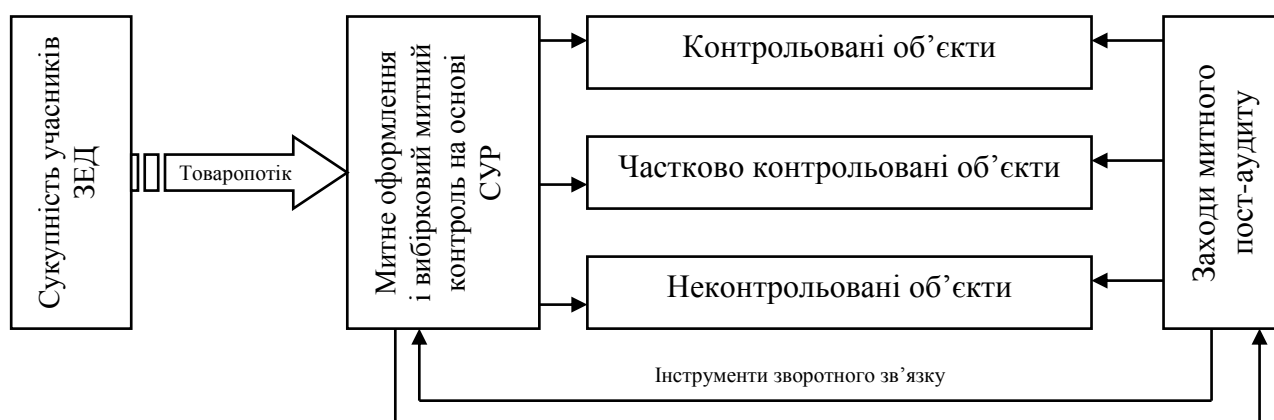 Сукупність учасників
ЗЕД
Товаропотік
Митне оформлення
і вибірковий митний
контроль на основі
СУР
Контрольовані об’єкти
Частково контрольовані об’єкти
Неконтрольовані об’єкти
Заходи митного
пост-аудиту
Інструменти зворотного зв’язку